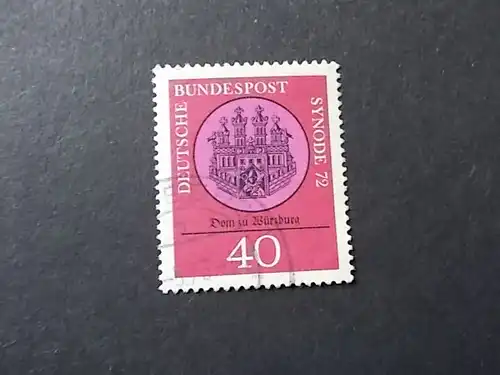 DEUTSCHE BUNDESPOST
SYNODE 72
Dom zu Würzburg
40